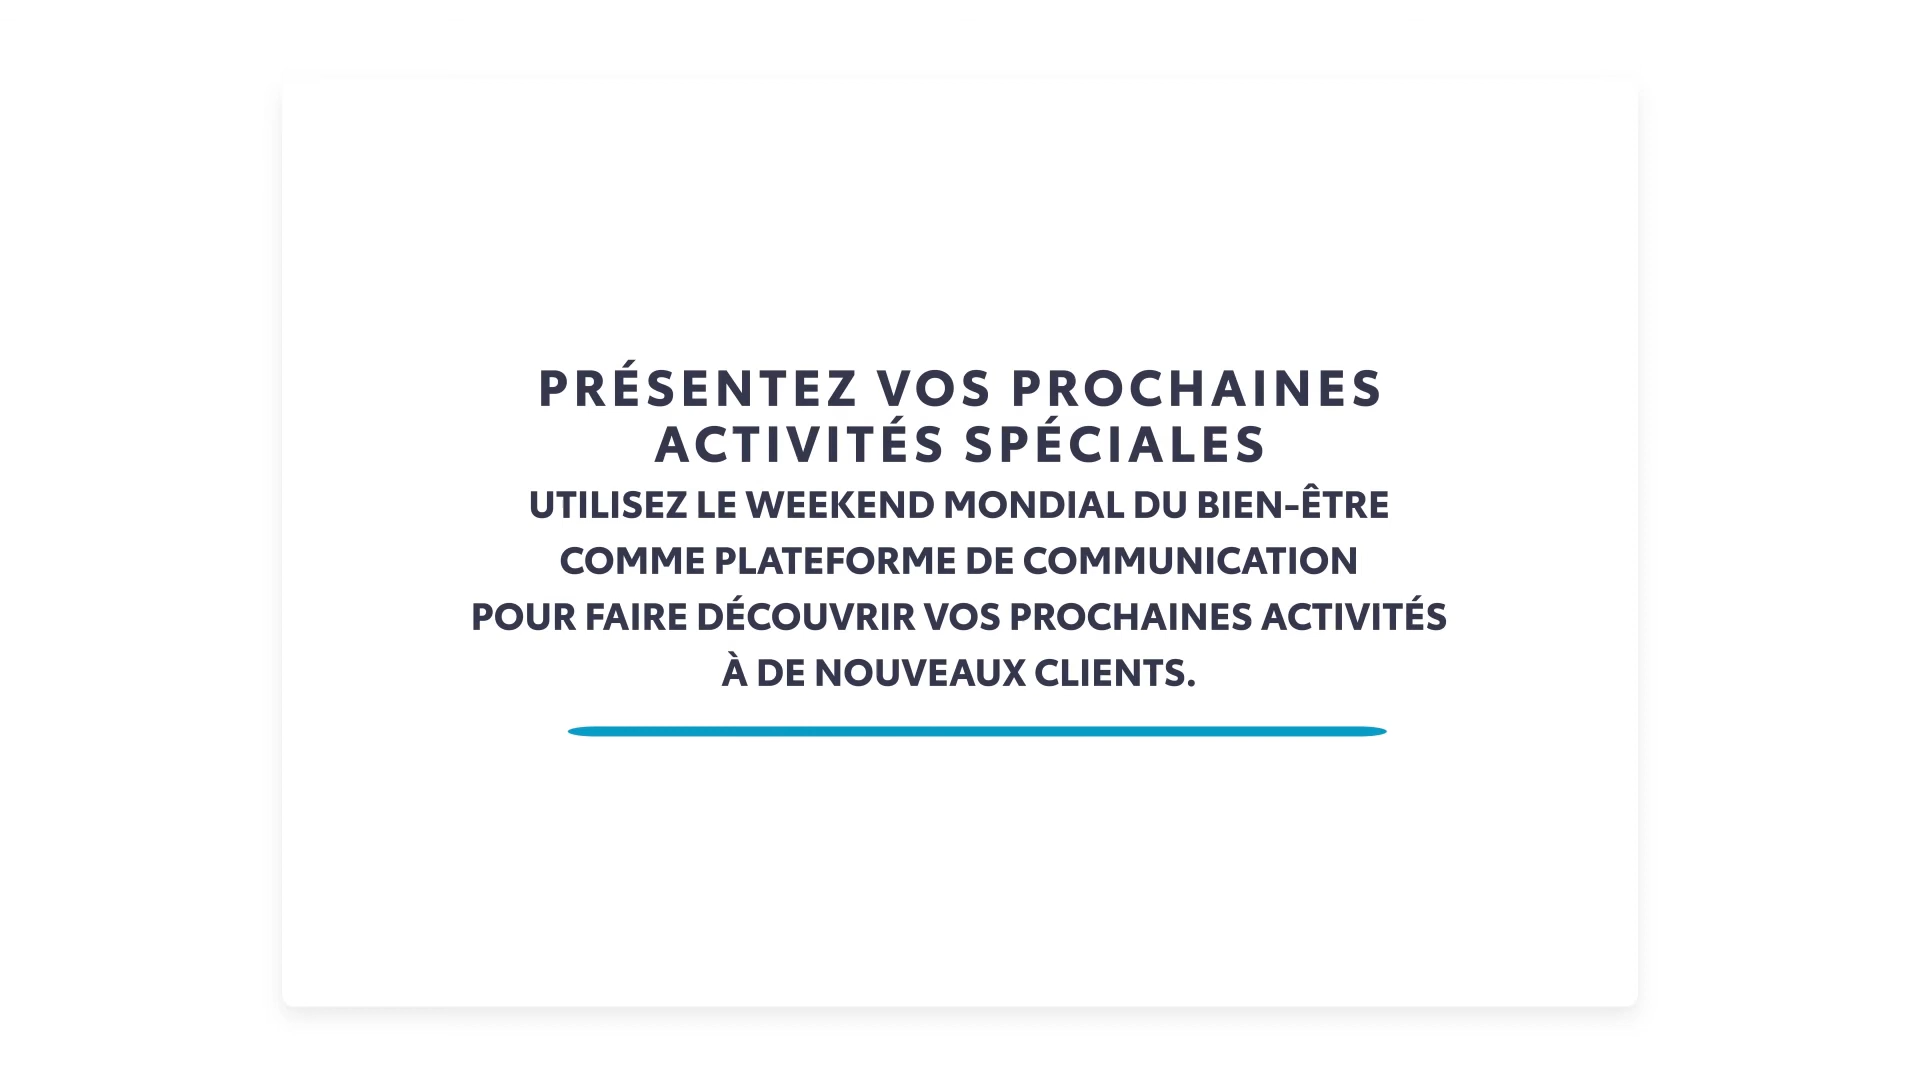 PRÉSENTEZ VOS PROCHAINES
ACTIVITÉS SPÉCIALES
UTILISEZ LE WEEKEND MONDIAL DU BIEN-ÊTRE
COMME PLATEFORME DE COMMUNICATION
POUR FAIRE DÉCOUVRIR VOS PROCHAINES ACTIVITÉS
À DE NOUVEAUX CLIENTS.